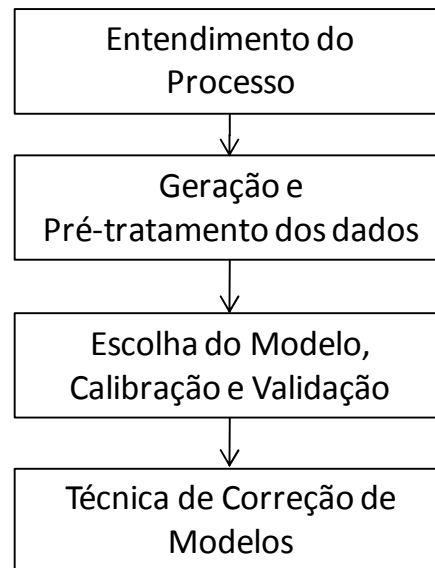 Entendimento do
Processo
Geração e
Pré-tratamento dos dados
Escolha do Modelo,
Calibração e Validação
Técnica de Correção de
Modelos